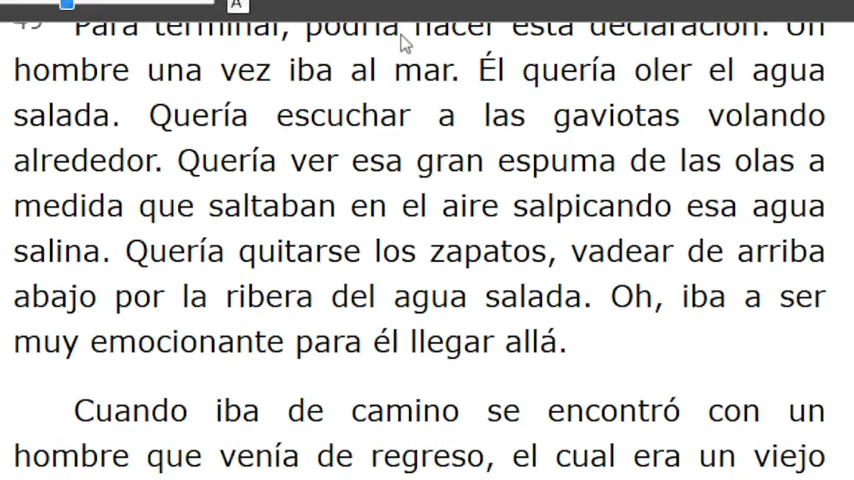 49 Para terminar, podría hacer esta declaración. Un
hombre una vez iba al mar. Él quería oler el agua
salada. Quería escuchar a las gaviotas volando
alrededor. Quería ver esa gran espuma de las olas a
medida que saltaban en el aire salpicando esa agua
salina. Quería quitarse los zapatos, vadear de arriba
abajo por la ribera del agua salada. Oh, iba a ser
muy emocionante para él llegar allá.
Cuando iba de camino se encontró con un
hombre que venía de regreso, el cual era un viejo